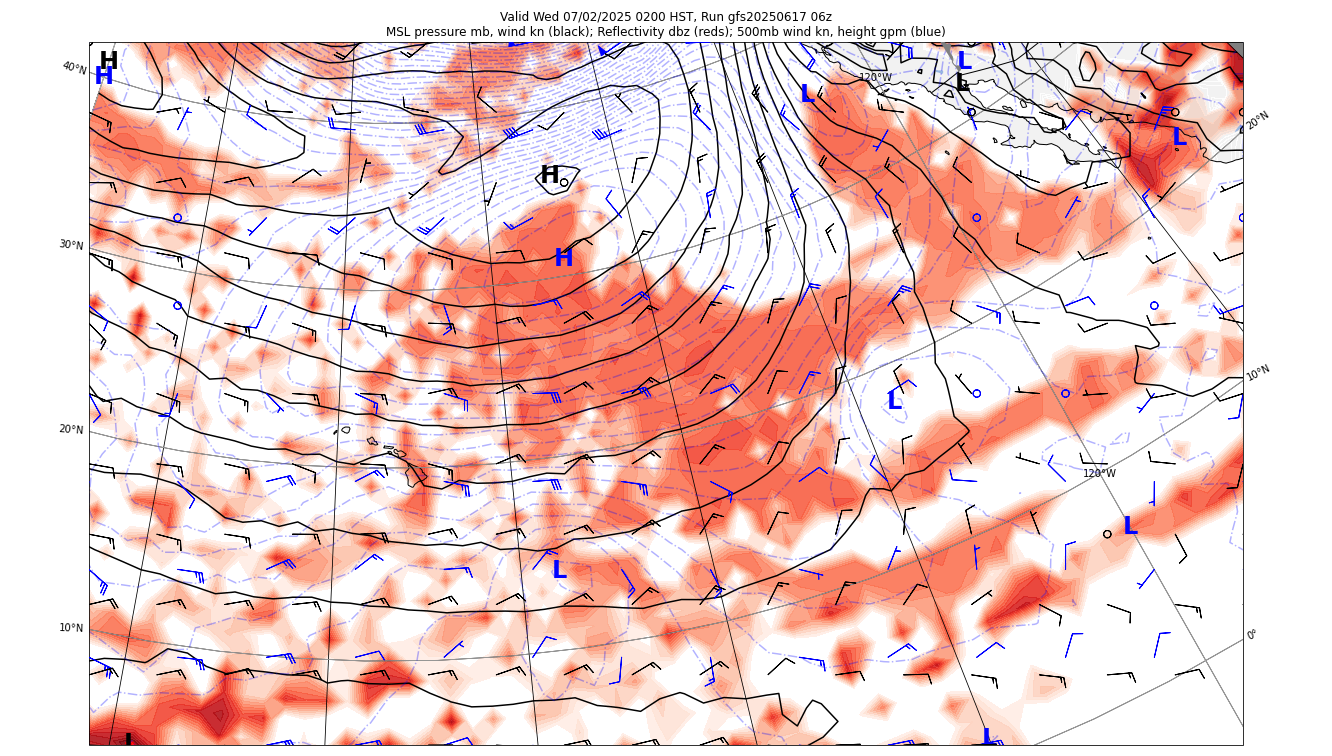 Valid Wed 07/02/2025 0200 HST, Run gfs20250617 06z
MSL pressure mb, wind kn (black); Reflectivity dbz (reds); 500mb wind kn, height gpm (blue)
H
H
40°N
L
L
120°W
L
L
20°N
H
30°N
H
10°N
L
20°N
120°W
L
L
10°N
0°
L
L